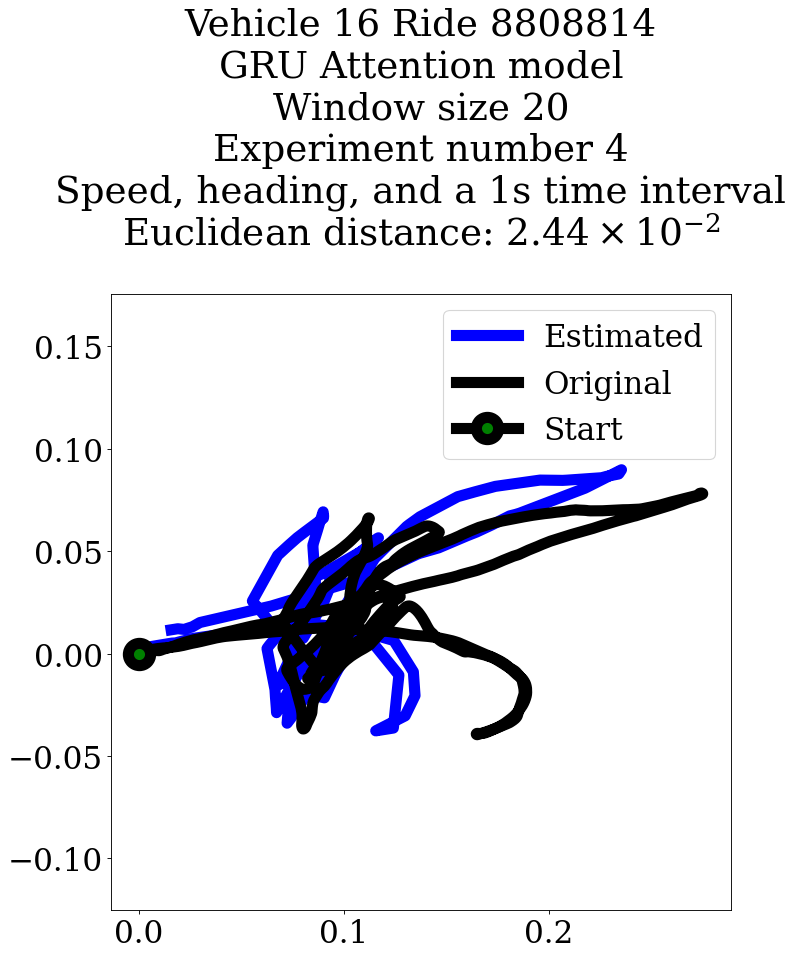 Vehicle 16 Ride 8808814
GRU Attention model
Window size 20
Experiment number 4
Speed, heading, and a 1s time interval
Euclidean distance: 2.44 × 10⁻²
Estimated
Original
Start
0.15
0.10
0.05
0.00
−0.05
−0.10
0.0 0.1 0.2